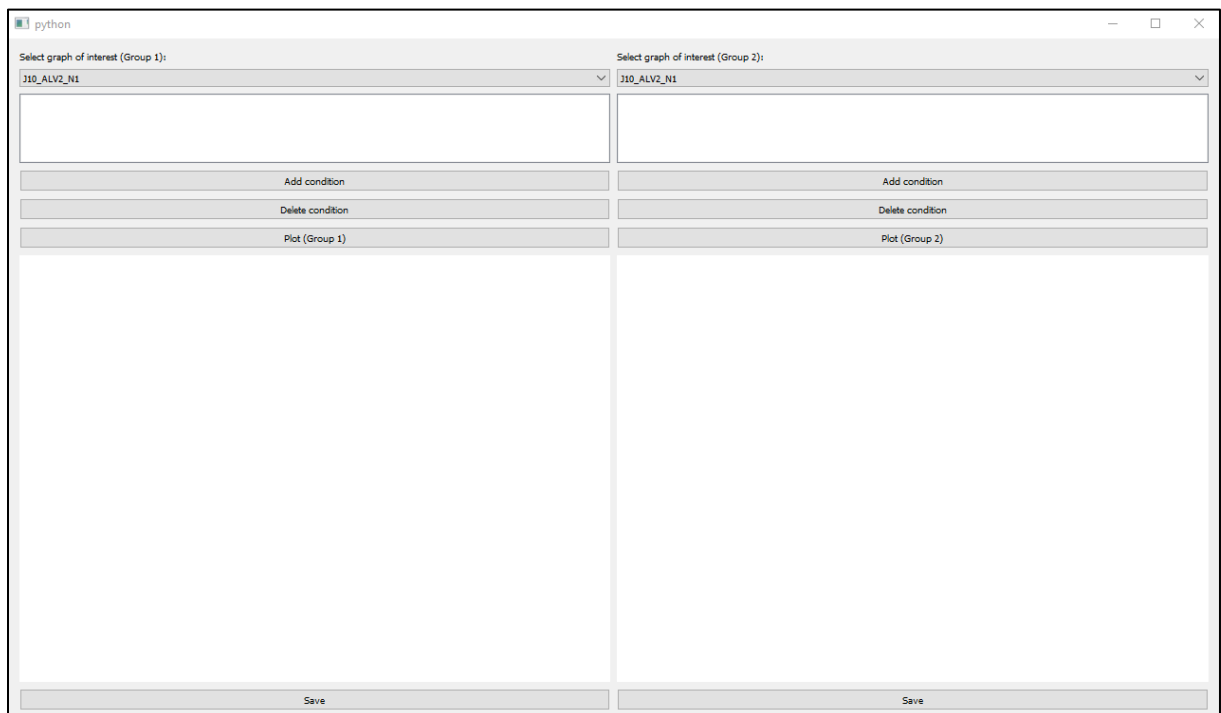 python
Select graph of interest (Group 1):
Select graph of interest (Group 2):
J10_ALV2_N1
J10_ALV2_N1
Add condition
Add condition
Delete condition
Delete condition
Plot (Group 1)
Plot (Group 2)
Save
Save